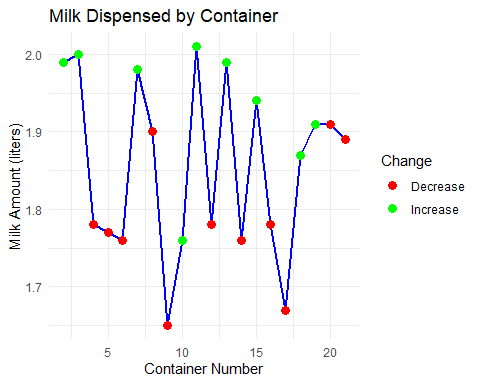 Milk Dispensed by Container
Milk Amount (liters)
2.0
1.9
1.8
1.7
5
10
15
20
Container Number
Change
Decrease
Increase